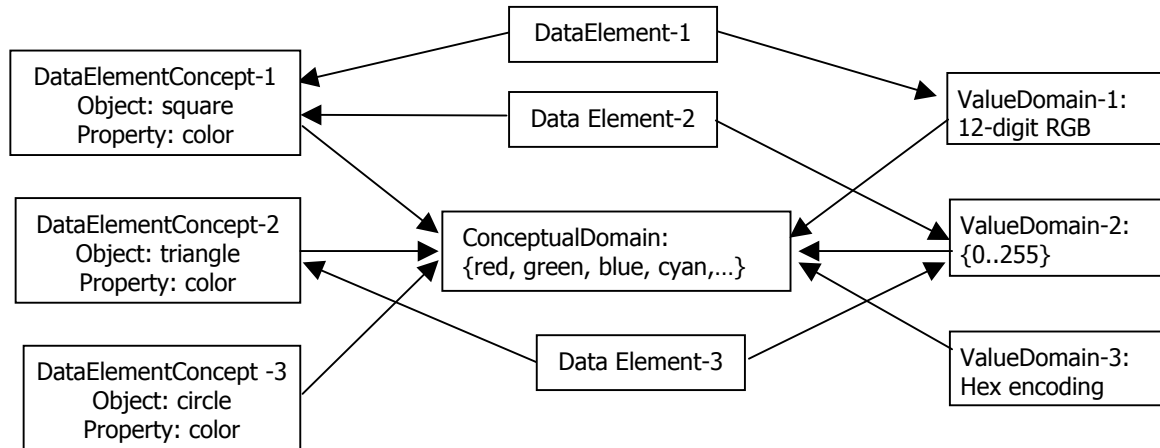 DataElement-1
DataElementConcept-1
Object: square
Property: color
ValueDomain-1:
12-digit RGB
Data Element-2
DataElementConcept-2
Object: triangle
Property: color
ConceptualDomain:
{red, green, blue, cyan,...}
ValueDomain-2:
{0..255}
Data Element-3
DataElementConcept -3
Object: circle
Property: color
ValueDomain-3:
Hex encoding